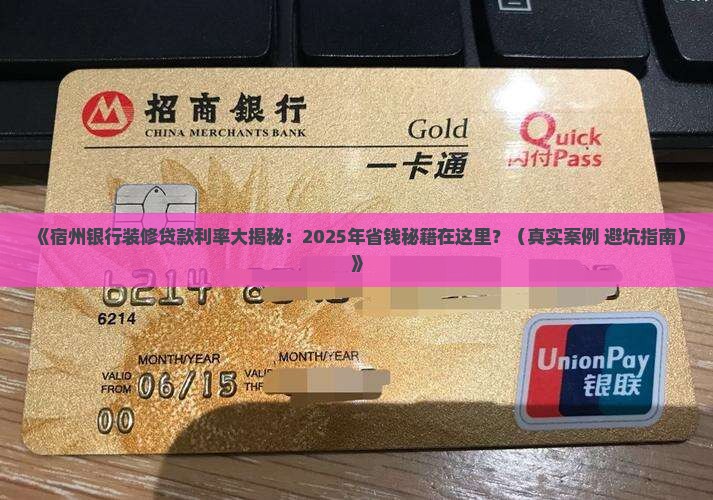 招商銀行
CHINA MERCHANTS BANK
Gold
一卡通
Quick
闪付Pass
《宿州银行装修贷款利率大揭秘：2025年省钱秘籍在这里？（真实案例 避坑指南）
》
6214
6214
MONTH/YEAR MONTH/YEAR
VALID
FROM 06/15
00
UnionPay
银联